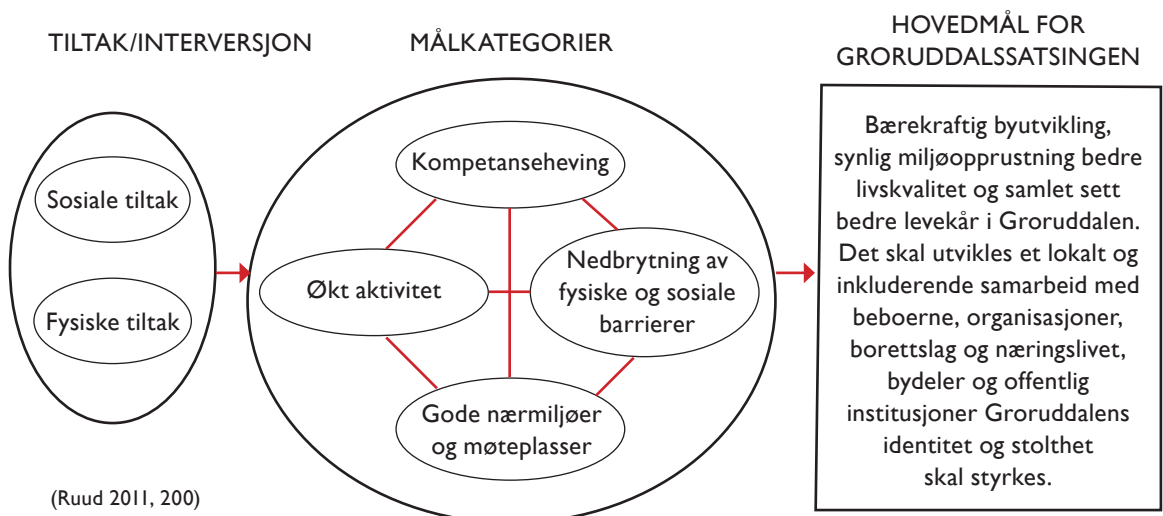 TILTAK/INTERVERSJON
Sosiale tiltak
Fysiske tiltak
(Ruud 2011, 200)
MÅLKATEGORIER
Kompetanseheving
Økt aktivitet
Nedbrytning av
fysiske og sosiale
barrierer
Gode nærmiljøer
og møteplasser
HOVEDMÅL FOR
GRORUDDALSSATSINGEN
Bærekraftig byutvikling,
synlig miljøopprustning bedre
livskvalitet og samlet sett
bedre levekår i Groruddalen.
Det skal utvikles et lokalt og
inkluderende samarbeid med
beboerne, organisasjoner,
borettslag og næringslivet,
bydeler og offentlig
institusjoner Groruddalens
identitet og stolthet
skal styrkes.